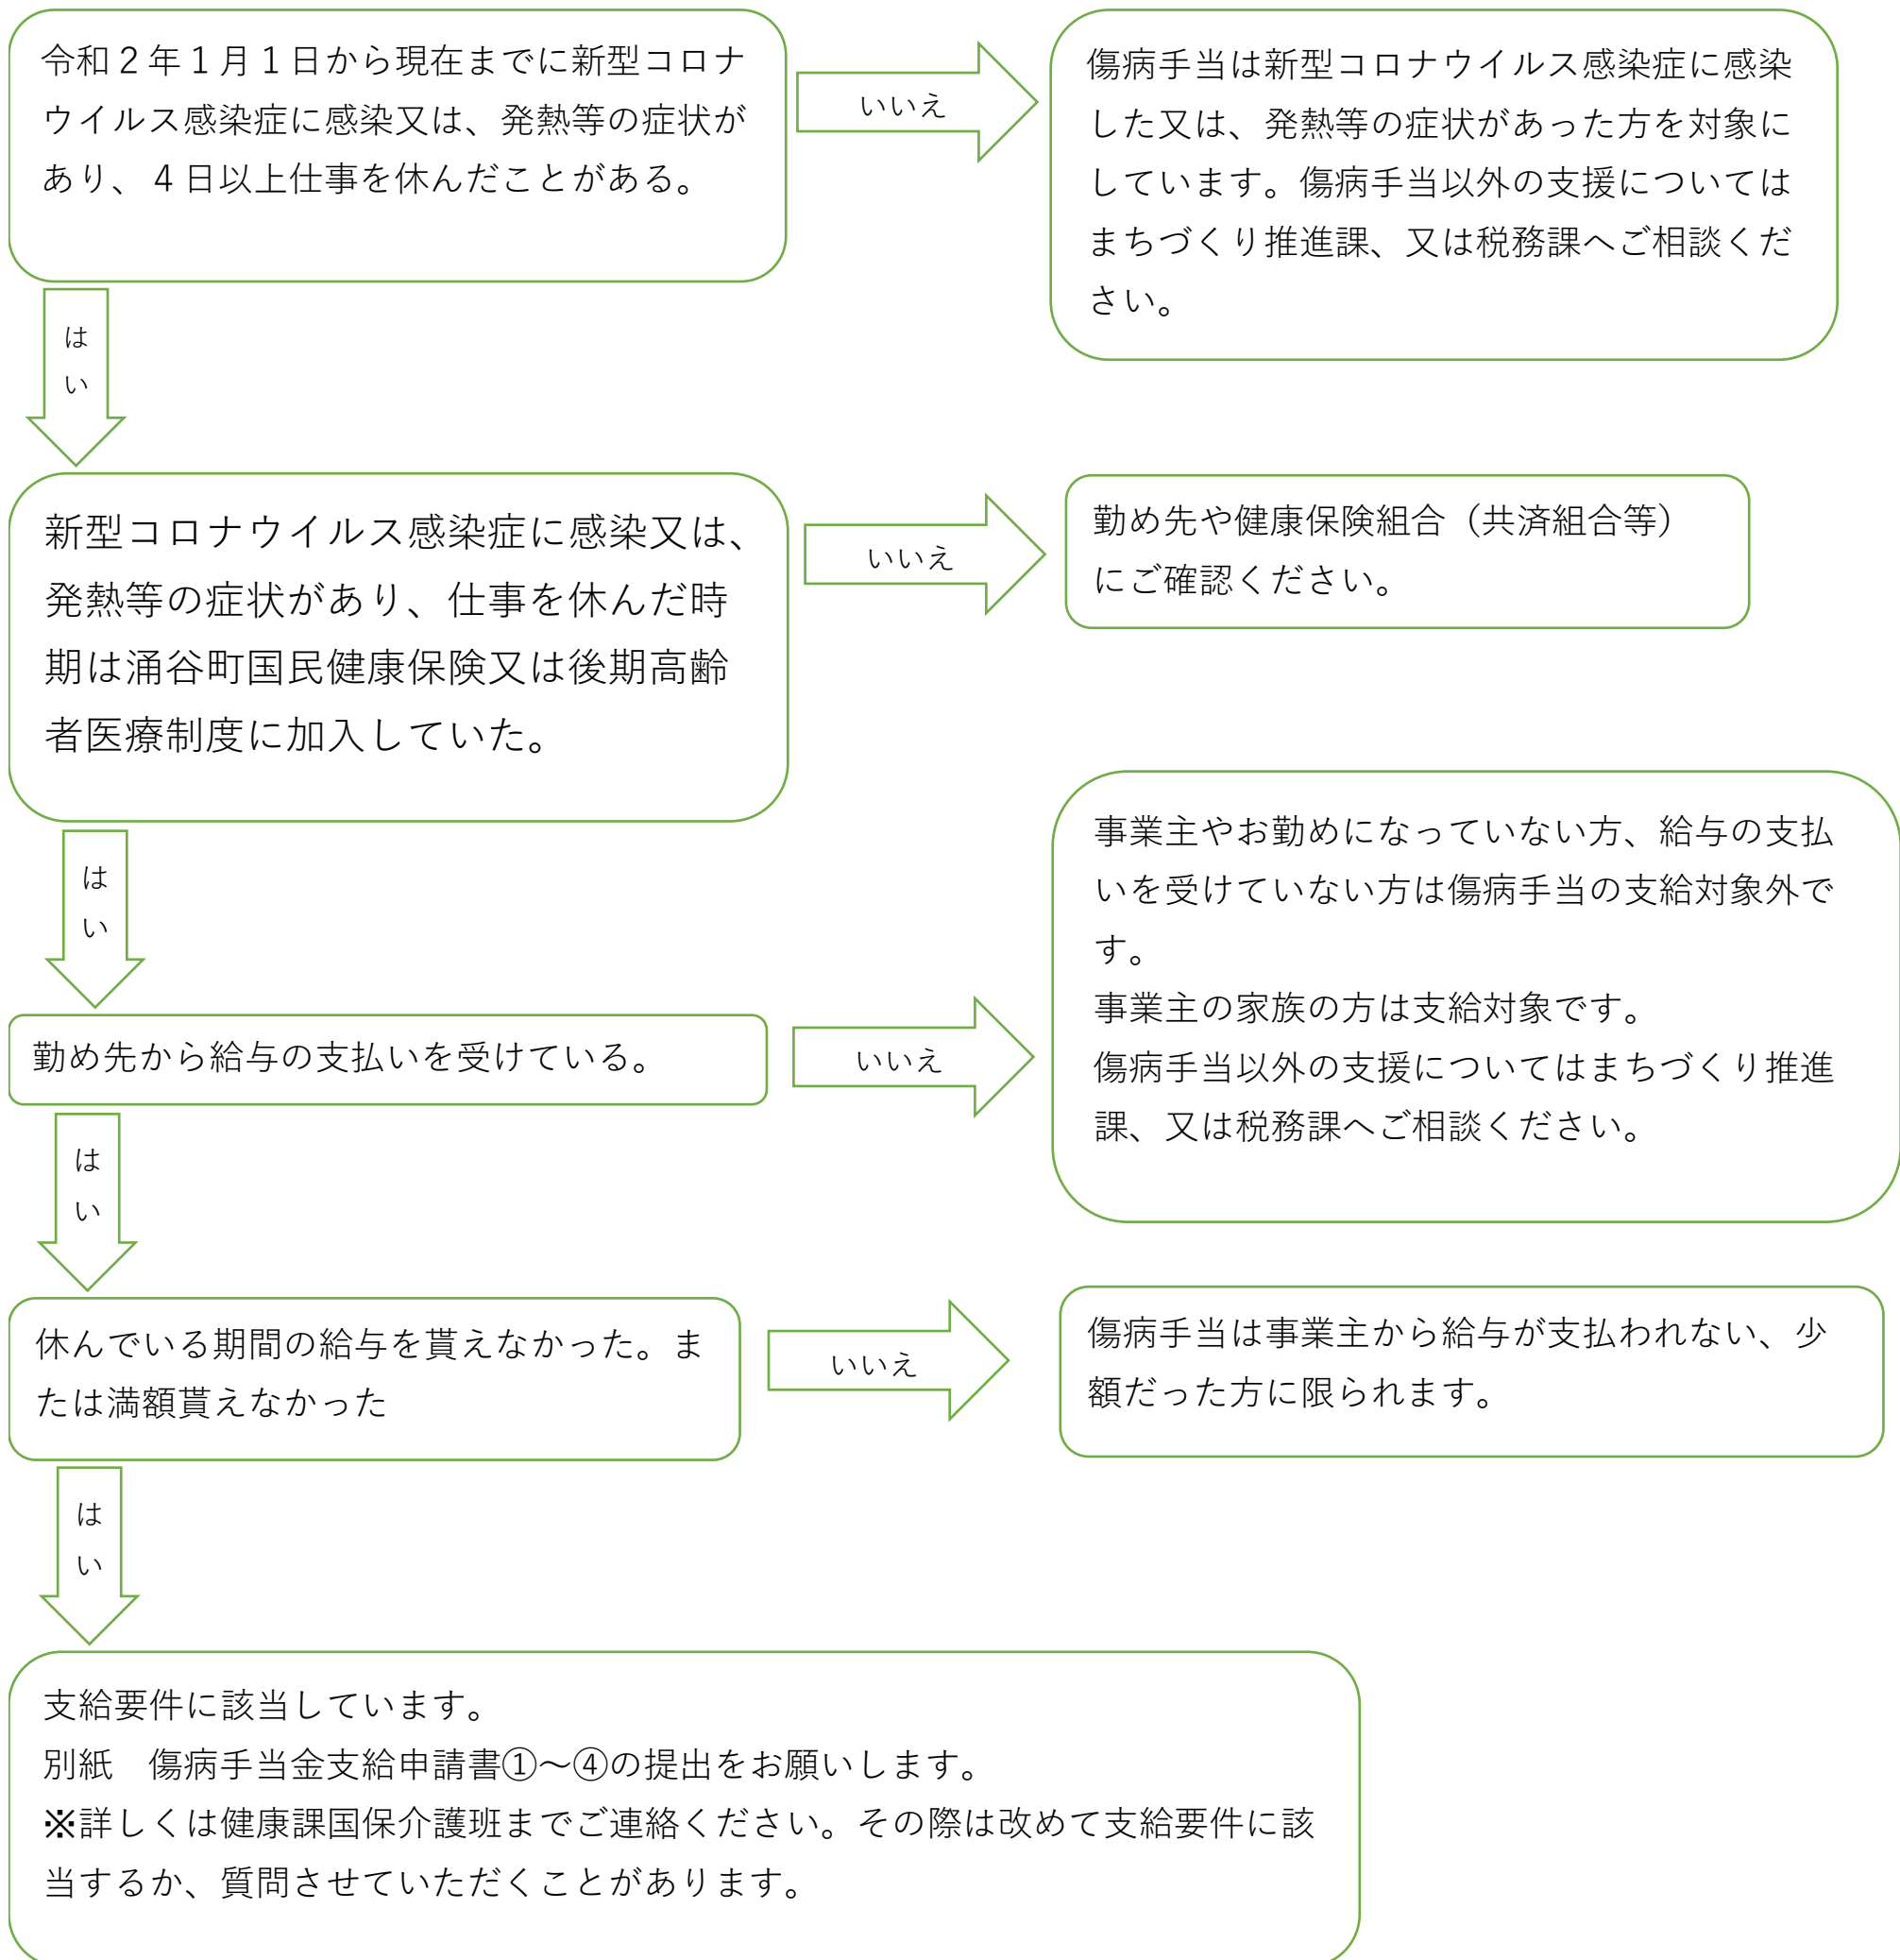 令和２年１月１日から現在までに新型コロナ
ウイルス感染症に感染又は、発熱等の症状が
あり、４日以上仕事を休んだことがある。
いいえ
傷病手当は新型コロナウイルス感染症に感染
した又は、発熱等の症状があった方を対象に
しています。傷病手当以外の支援については
まちづくり推進課、又は税務課へご相談くだ
さい。
は
い
新型コロナウイルス感染症に感染又は、
発熱等の症状があり、仕事を休んだ時
期は涌谷町国民健康保険又は後期高齢
者医療制度に加入していた。
いいえ
勤め先や健康保険組合（共済組合等）
にご確認ください。
は
い
勤め先から給与の支払いを受けている。
いいえ
事業主やお勤めになっていない方、給与の支払
いを受けていない方は傷病手当の支給対象外で
す。
事業主の家族の方は支給対象です。
傷病手当以外の支援についてはまちづくり推進
課、又は税務課へご相談ください。
は
い
休んでいる期間の給与を貰えなかった。ま
たは満額貰えなかった
いいえ
傷病手当は事業主から給与が支払われない、少
額だった方に限られます。
は
い
支給要件に該当しています。
別紙　傷病手当金支給申請書①～④の提出をお願いします。
※詳しくは健康課国保介護班までご連絡ください。その際は改めて支給要件に該
当するか、質問させていただくことがあります。